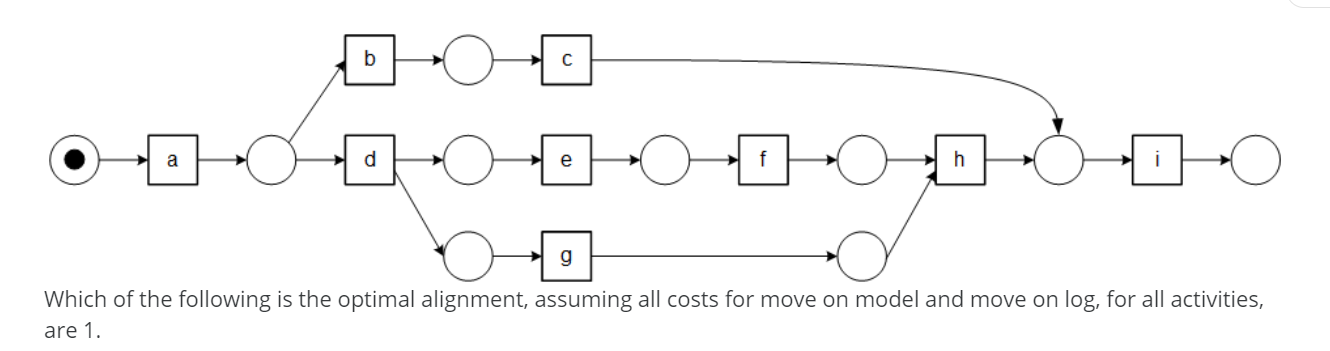 b c
a d e f h i
g
Which of the following is the optimal alignment, assuming all costs for move on model and move on log, for all activities,
are 1.